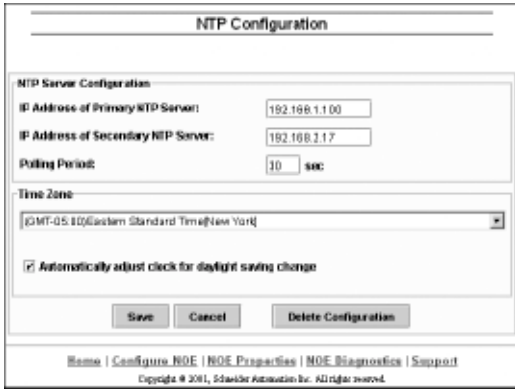 NTP Configuration
NTP Server Configuration
IP Address of Primary NTP Server: 192.168.1.100
IP Address of Secondary NTP Server: 192.168.2.17
Polling Period: sec
Time Zone
(GMT-05:00)Eastern Standard Time[New York]
Automatically adjust clock for daylight saving change
Save Cancel Delete Configuration
Home | Configure NOE | NOE Properties | NOE Diagnostics | Support
Copyright © 2001, Schneider Automation Inc. All rights reserved.